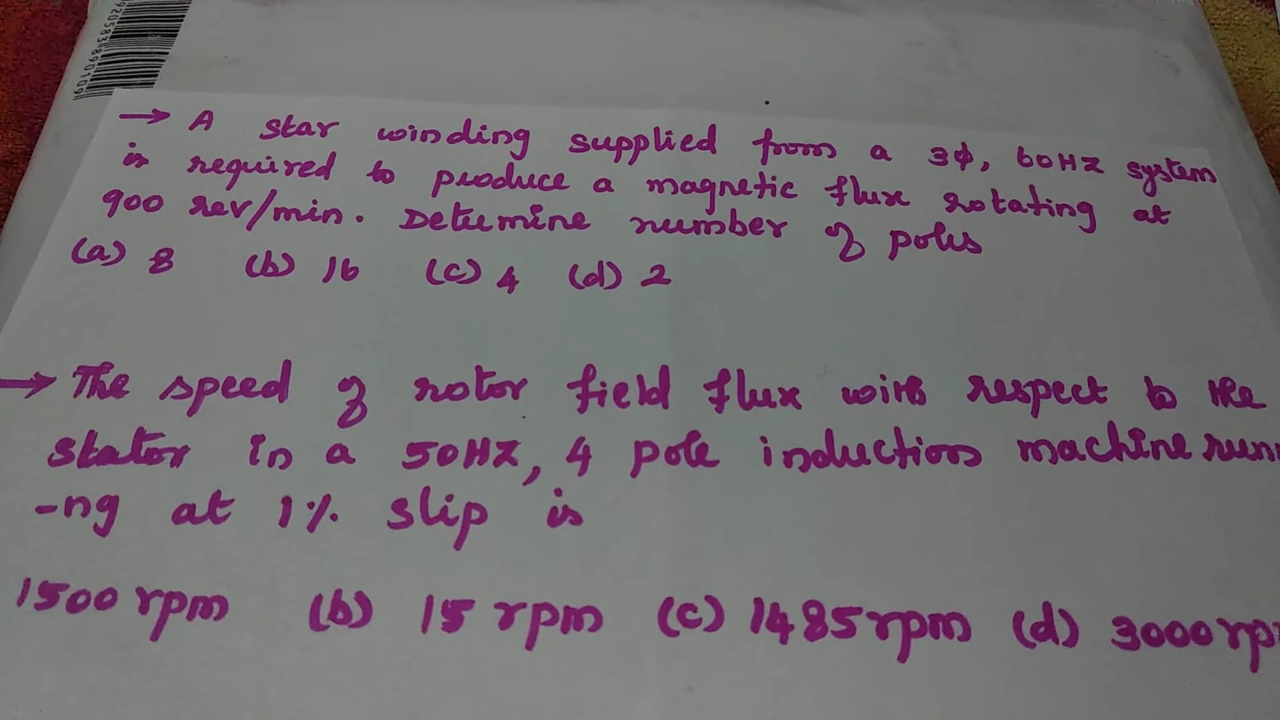 → A star winding supplied from a 3ϕ, 60HZ system
is required to produce a magnetic flux rotating at
900 rev/min. Determine number of poles
(a) 8 (b) 16 (c) 4 (d) 2
→ The speed of rotor field flux with respect to the
stator in a 50HZ, 4 pole induction machine runn
-ng at 1% slip is
1500 rpm (b) 15 rpm (c) 1485 rpm (d) 3000 rp